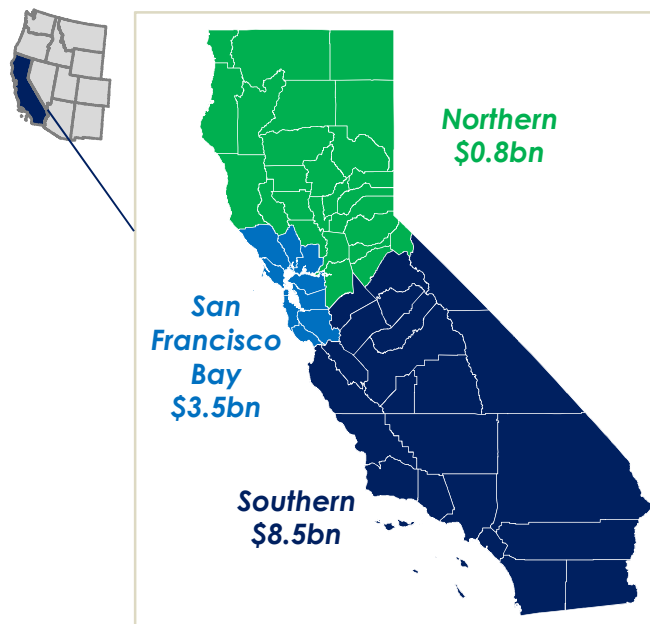 Northern
$0.8bn
San
Francisco
Bay
$3.5bn
Southern
$8.5bn